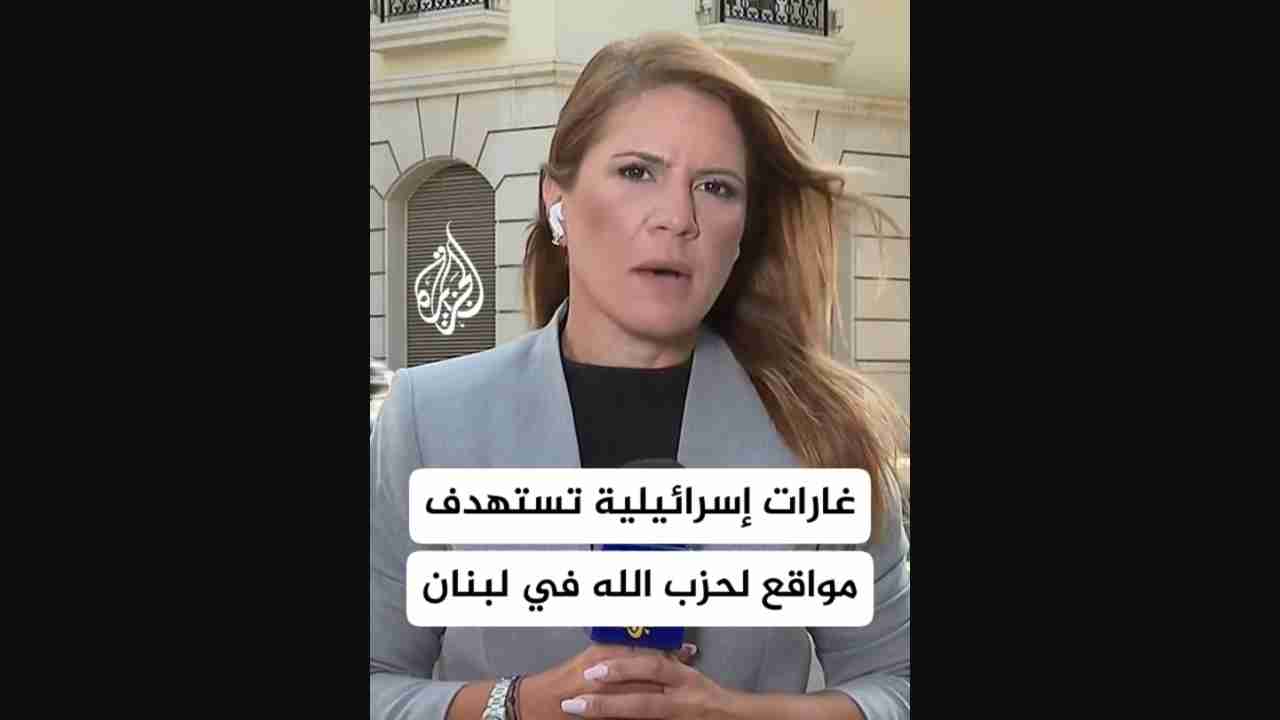 الجزيرة
غارات إسرائيلية تستهدف
مواقع لحزب الله في لبنان